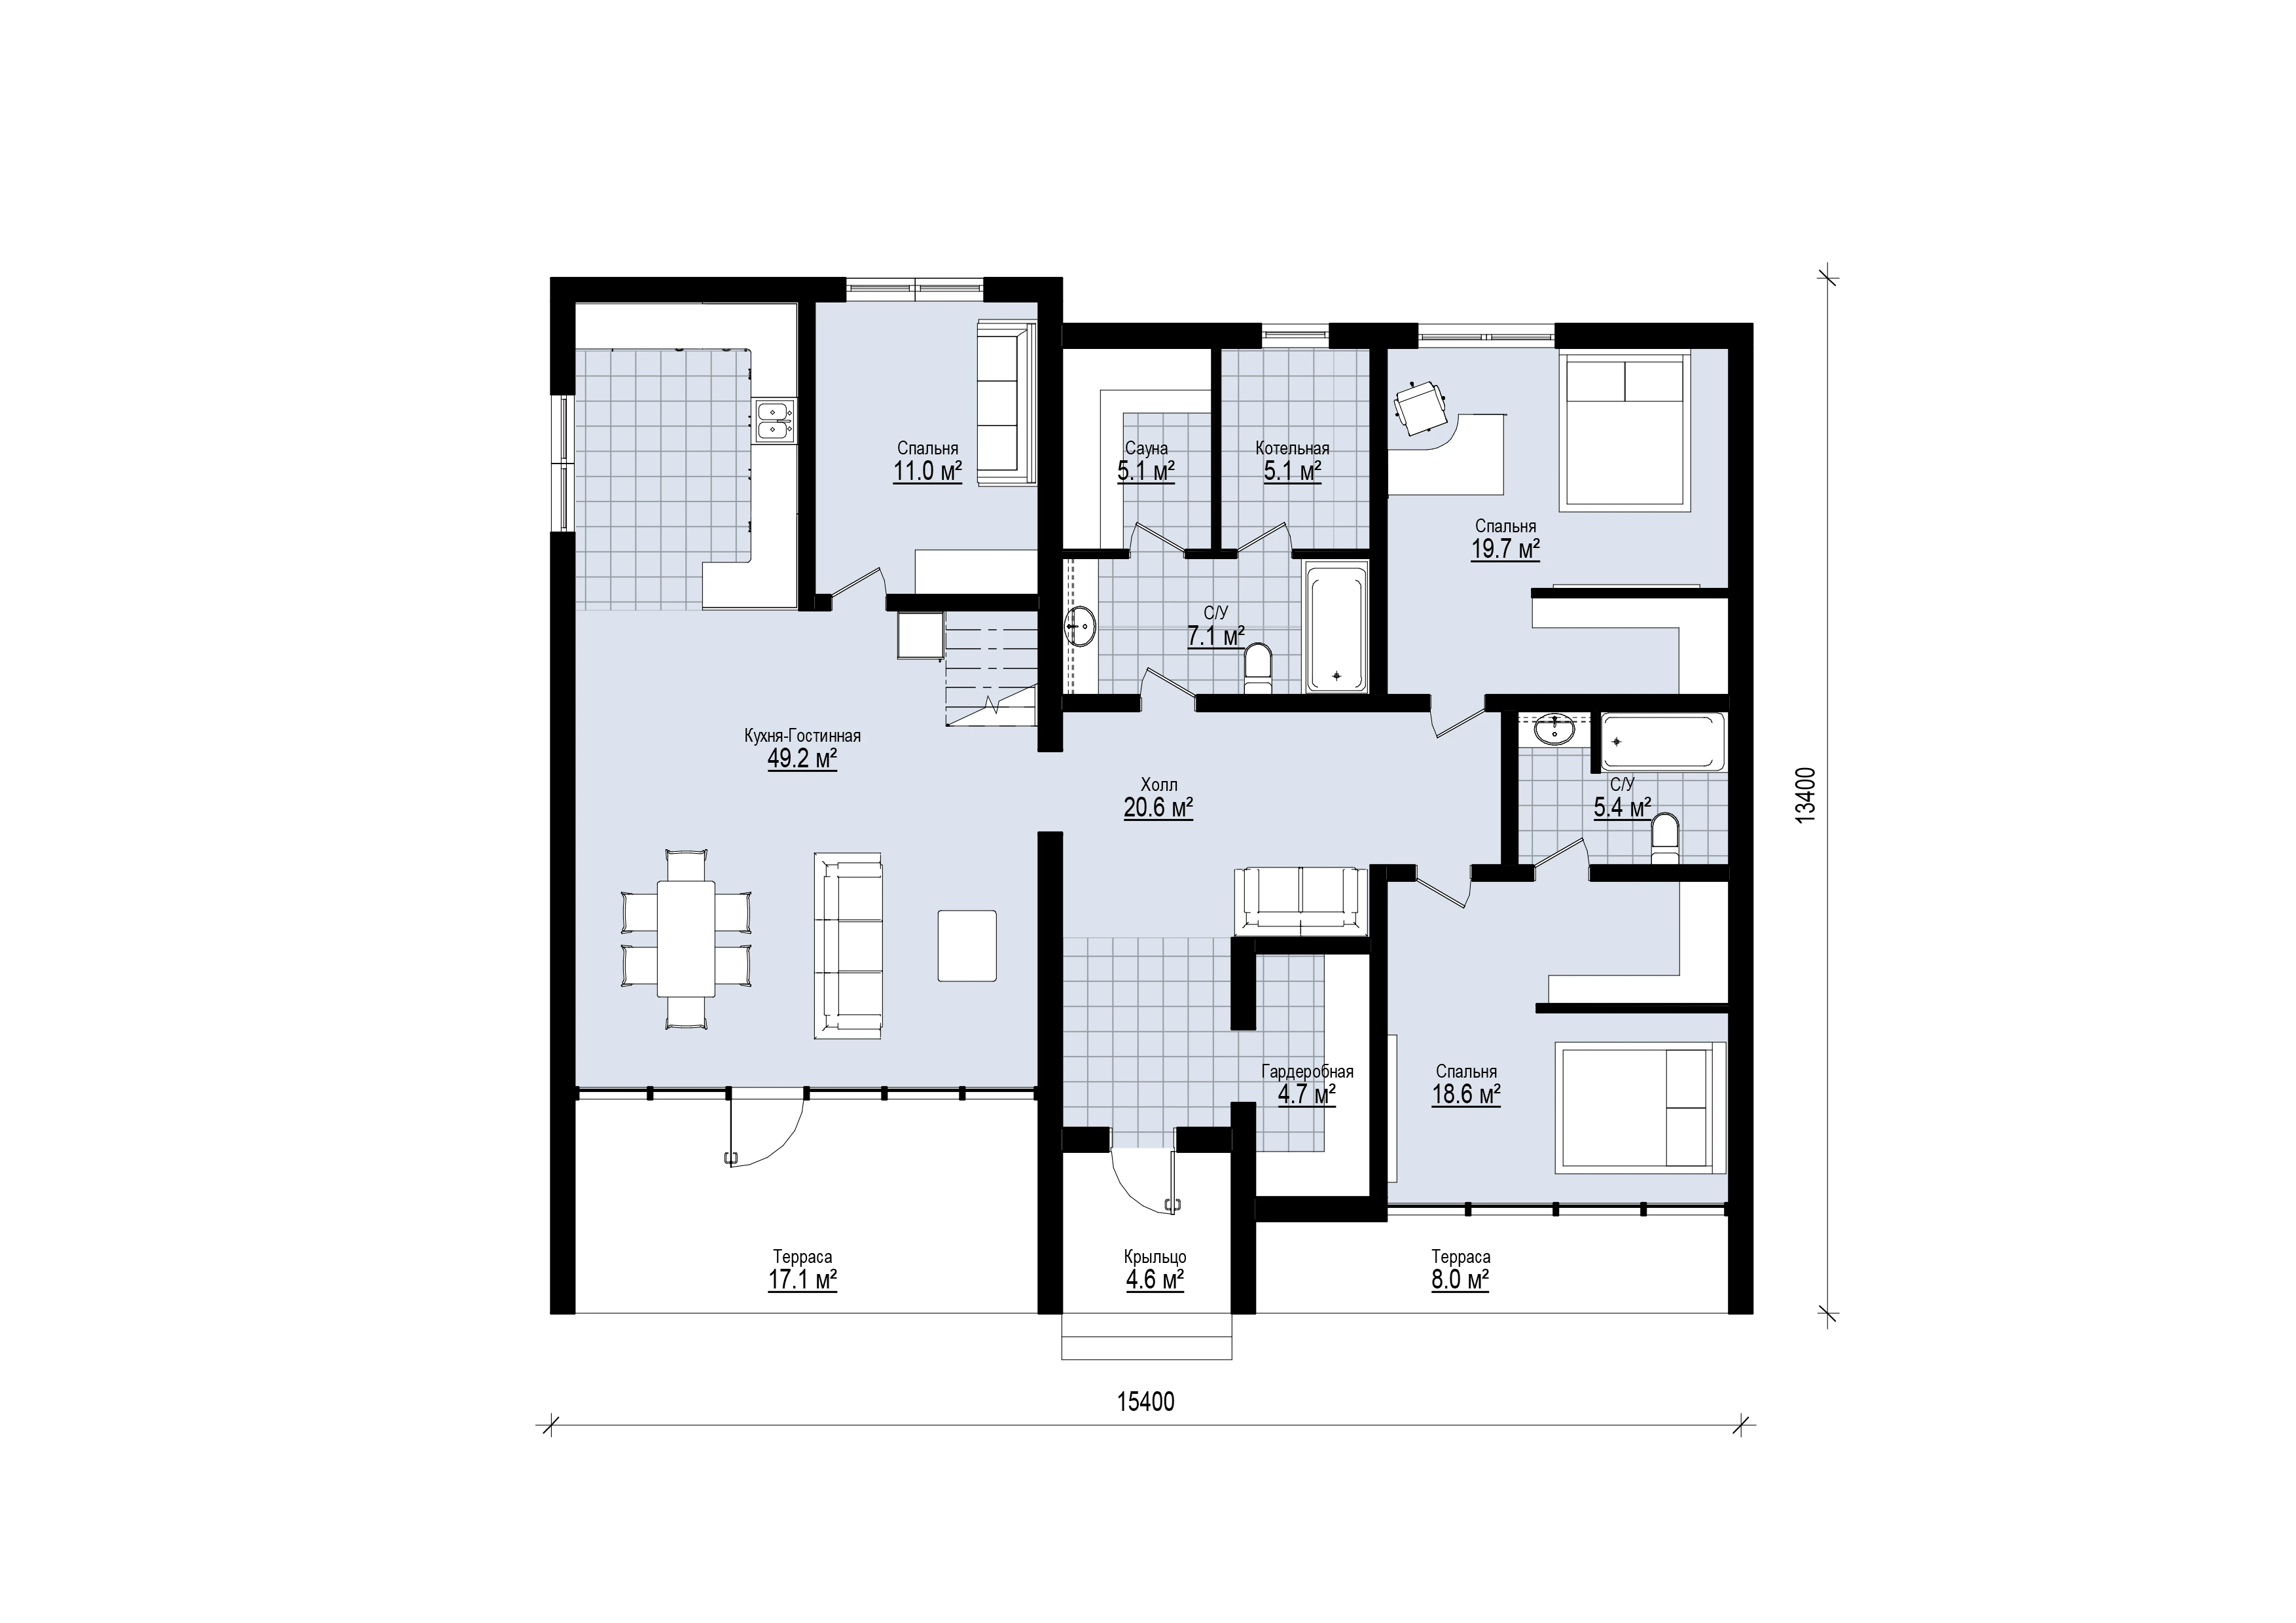 Спальня
11.0 м²
Сауна
5.1 м²
Котельная
5.1 м²
Спальня
19.7 м²
С/У
7.1 м²
Кухня-Гостинная
49.2 м²
Холл
20.6 м²
С/У
5.4 м²
13400
Гардеробная
4.7 м²
Спальня
18.6 м²
Терраса
17.1 м²
Крыльцо
4.6 м²
Терраса
8.0 м²
15400